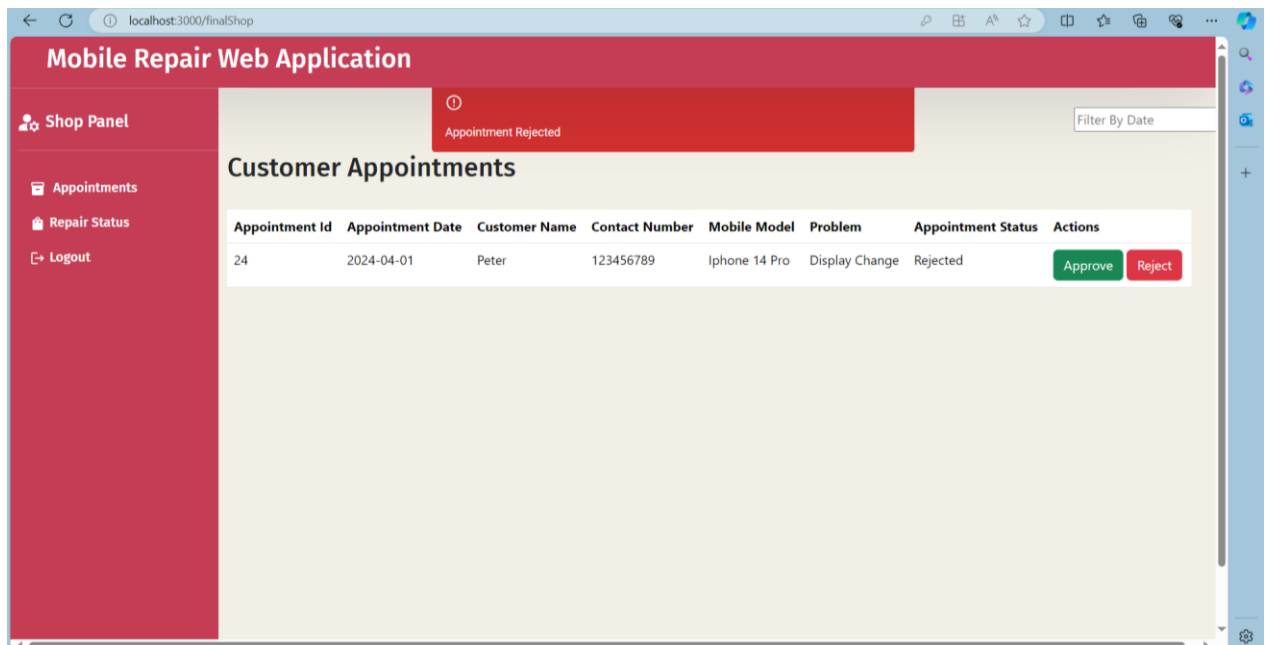 localhost:3000/finalShop
Mobile Repair Web Application
Shop Panel
Appointments
Repair Status
Logout
Appointment Rejected
Filter By Date
Customer Appointments
Appointment Id Appointment Date Customer Name Contact Number Mobile Model Problem Appointment Status Actions
24 2024-04-01 Peter 123456789 Iphone 14 Pro Display Change Rejected Approve Reject